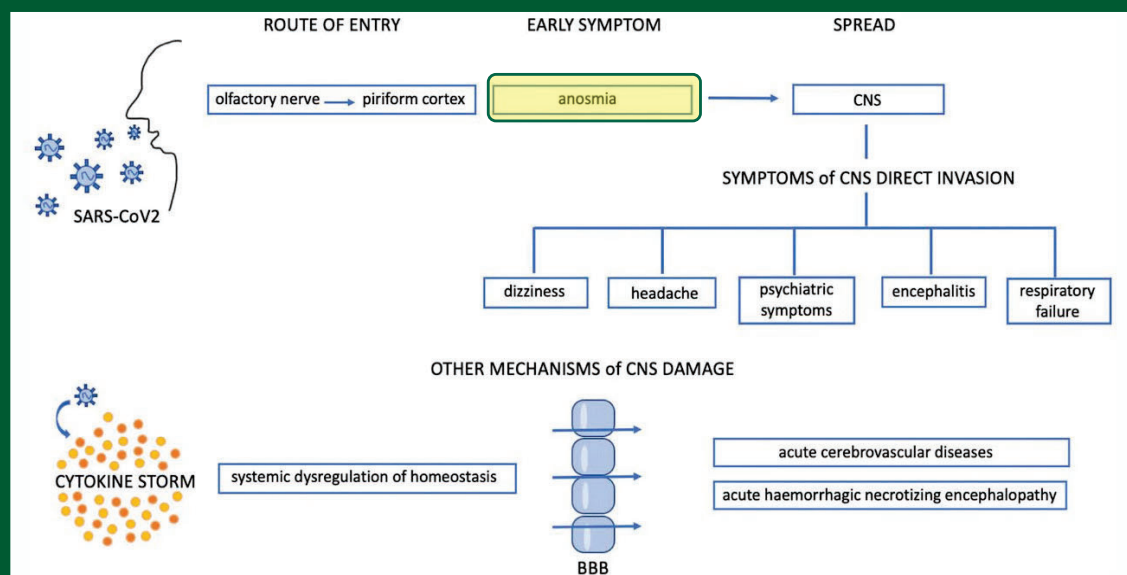 ROUTE OF ENTRY
EARLY SYMPTOM
SPREAD
olfactory nerve → piriform cortex
anosmia
CNS
SARS-CoV2
SYMPTOMS of CNS DIRECT INVASION
dizziness
headache
psychiatric
symptoms
encephalitis
respiratory
failure
OTHER MECHANISMS of CNS DAMAGE
CYTOKINE STORM
systemic dysregulation of homeostasis
BBB
acute cerebrovascular diseases
acute haemorrhagic necrotizing encephalopathy